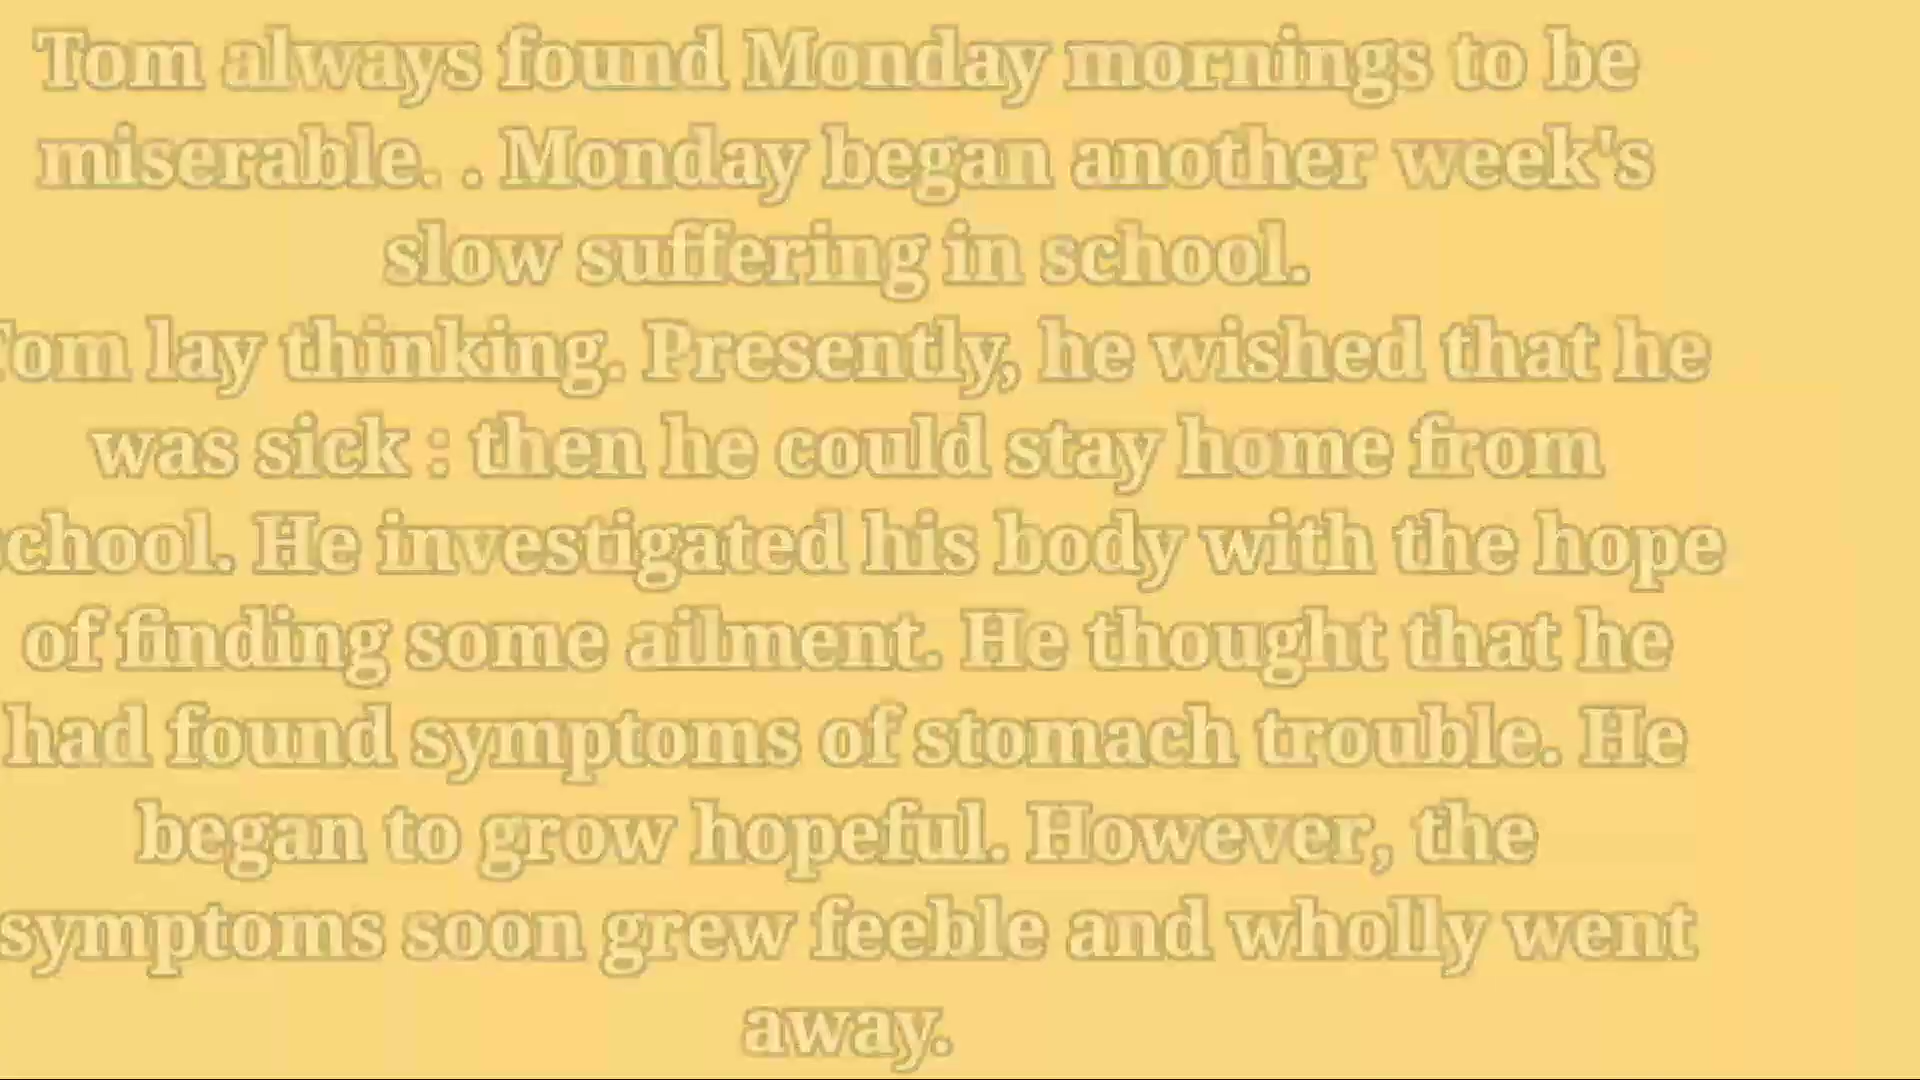 Tom always found Monday mornings to be
miserable. . Monday began another week's
slow suffering in school.
Tom lay thinking. Presently, he wished that he
was sick : then he could stay home from
school. He investigated his body with the hope
of finding some ailment. He thought that he
had found symptoms of stomach trouble. He
began to grow hopeful. However, the
symptoms soon grew feeble and wholly went
away.